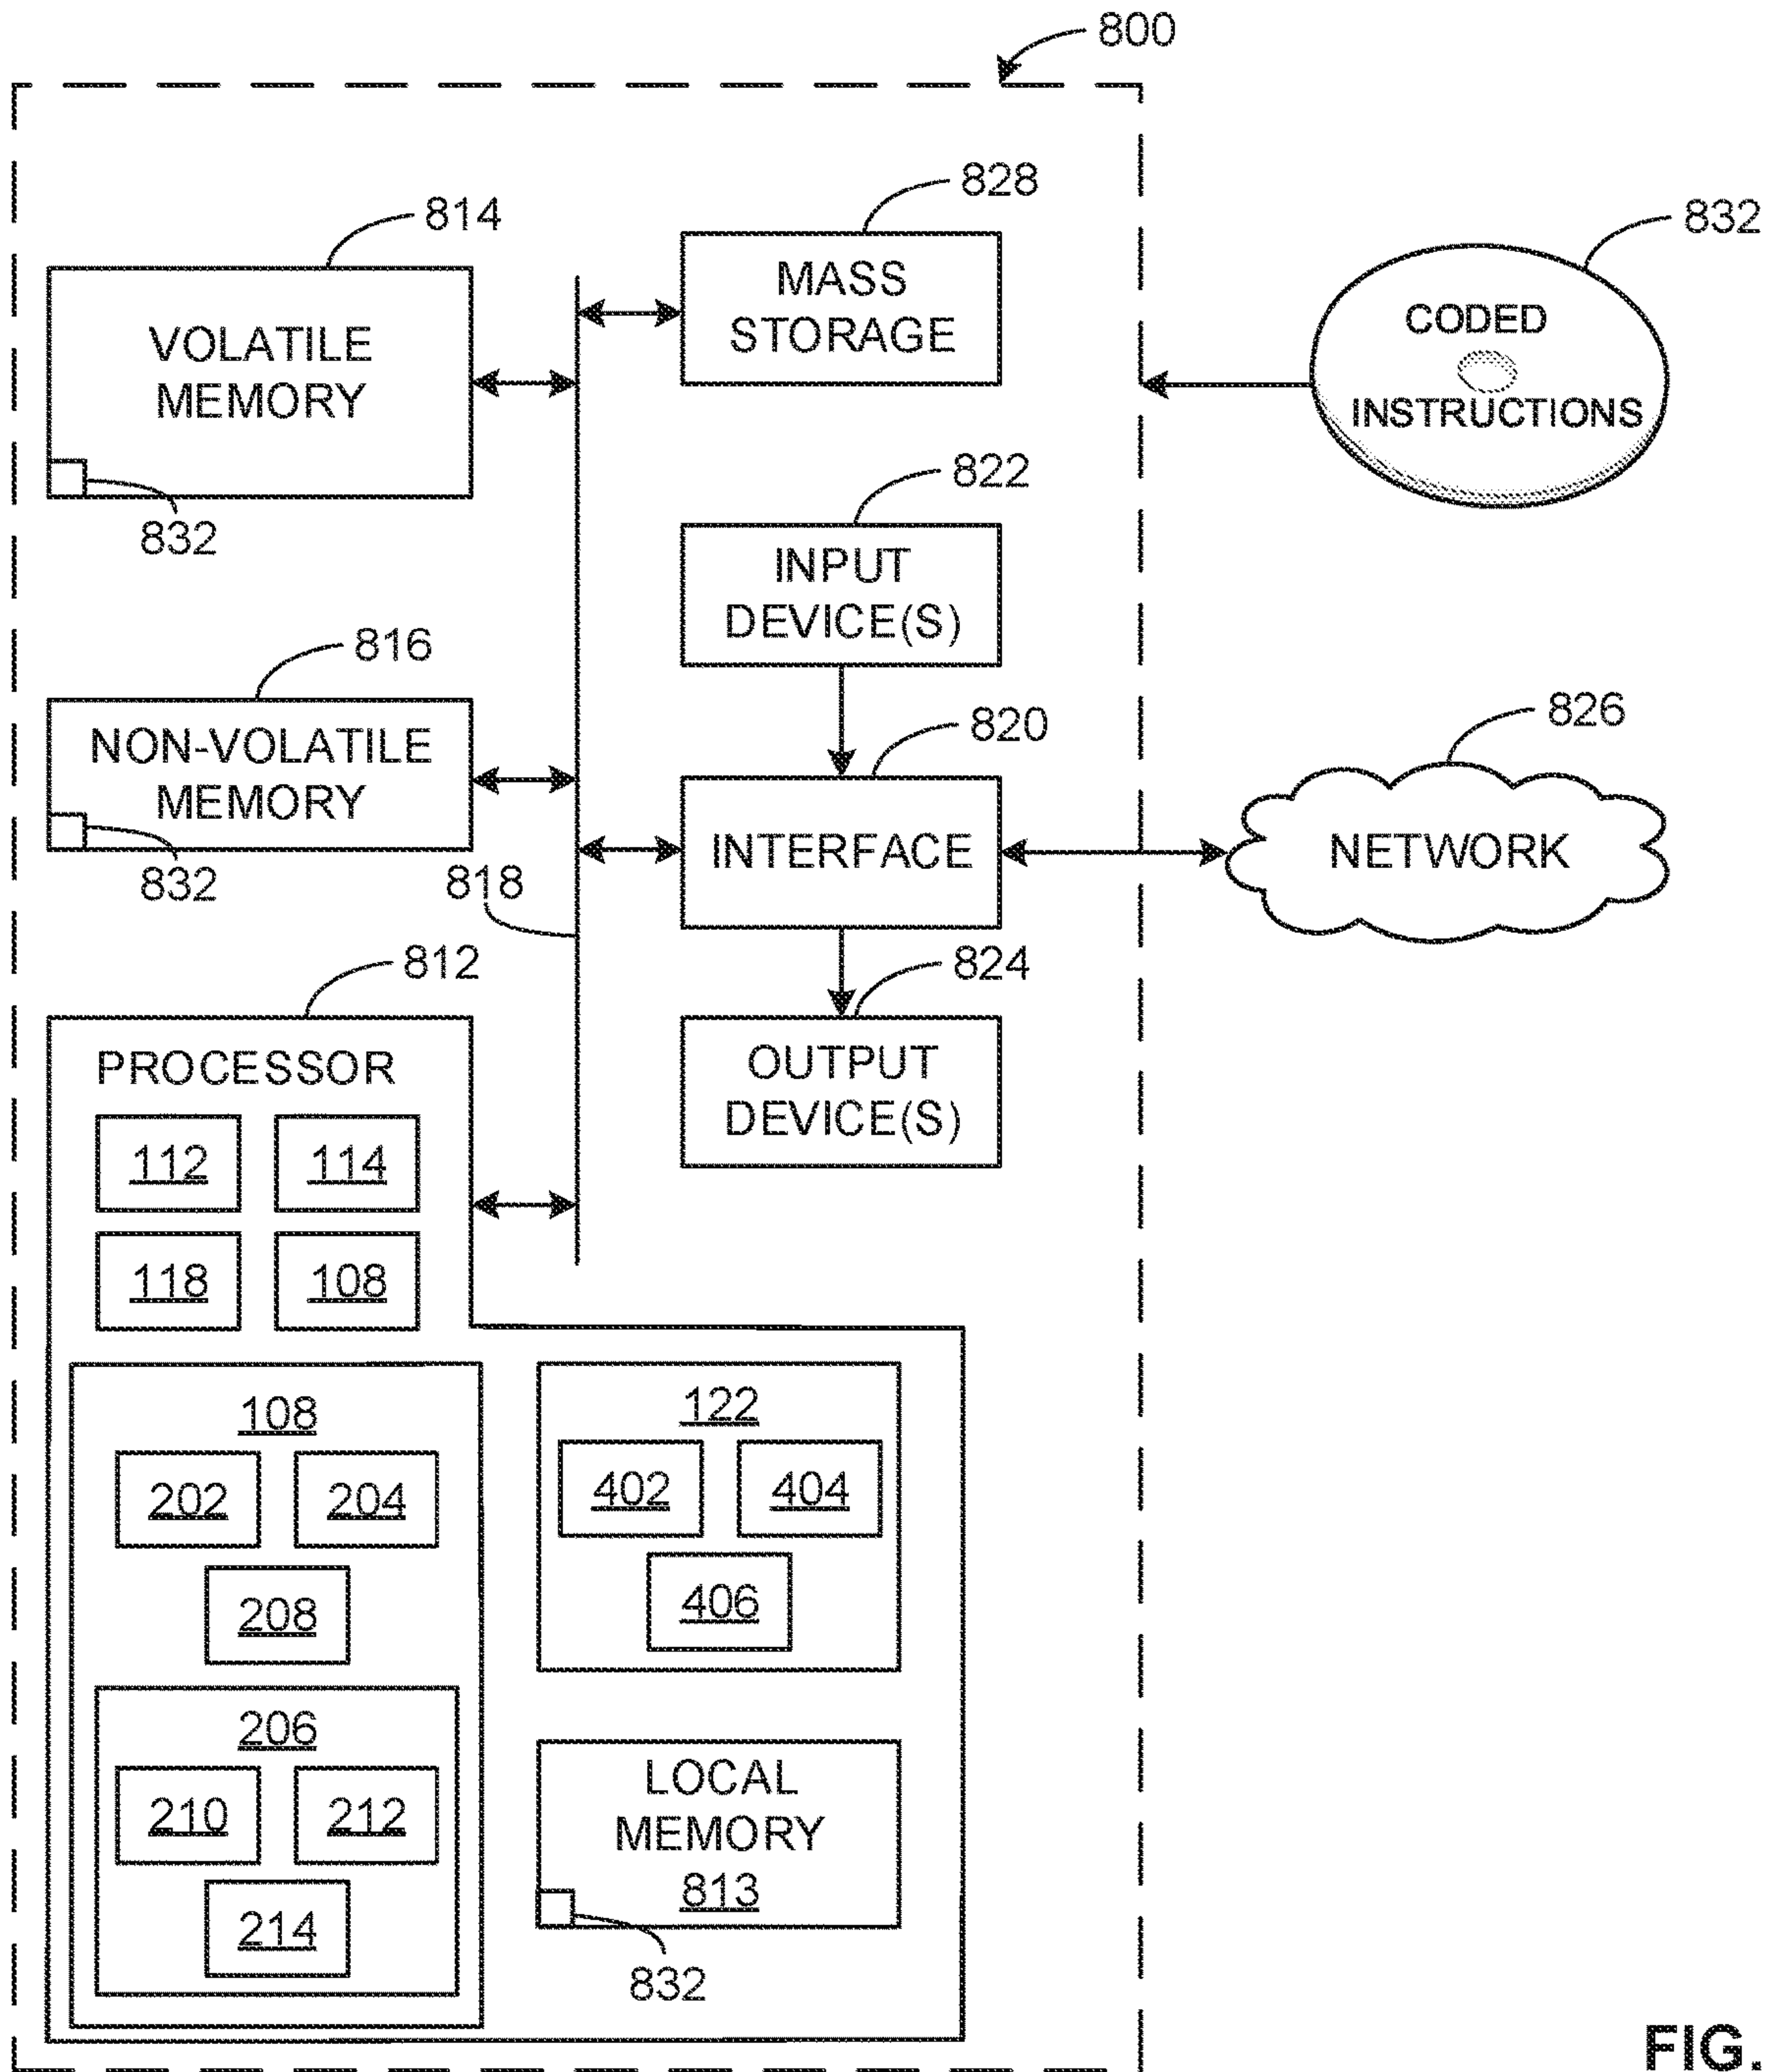 800
828
814
832
MASS
STORAGE
VOLATILE
MEMORY
CODED
INSTRUCTIONS
822
832
INPUT
DEVICE(S)
816
826
820
NON-VOLATILE
MEMORY
INTERFACE
NETWORK
832
818
812
824
PROCESSOR
OUTPUT
DEVICE(S)
112
114
118
108
108
122
202
204
402
404
208
406
206
LOCAL
MEMORY
813
210
212
214
832
FIG.